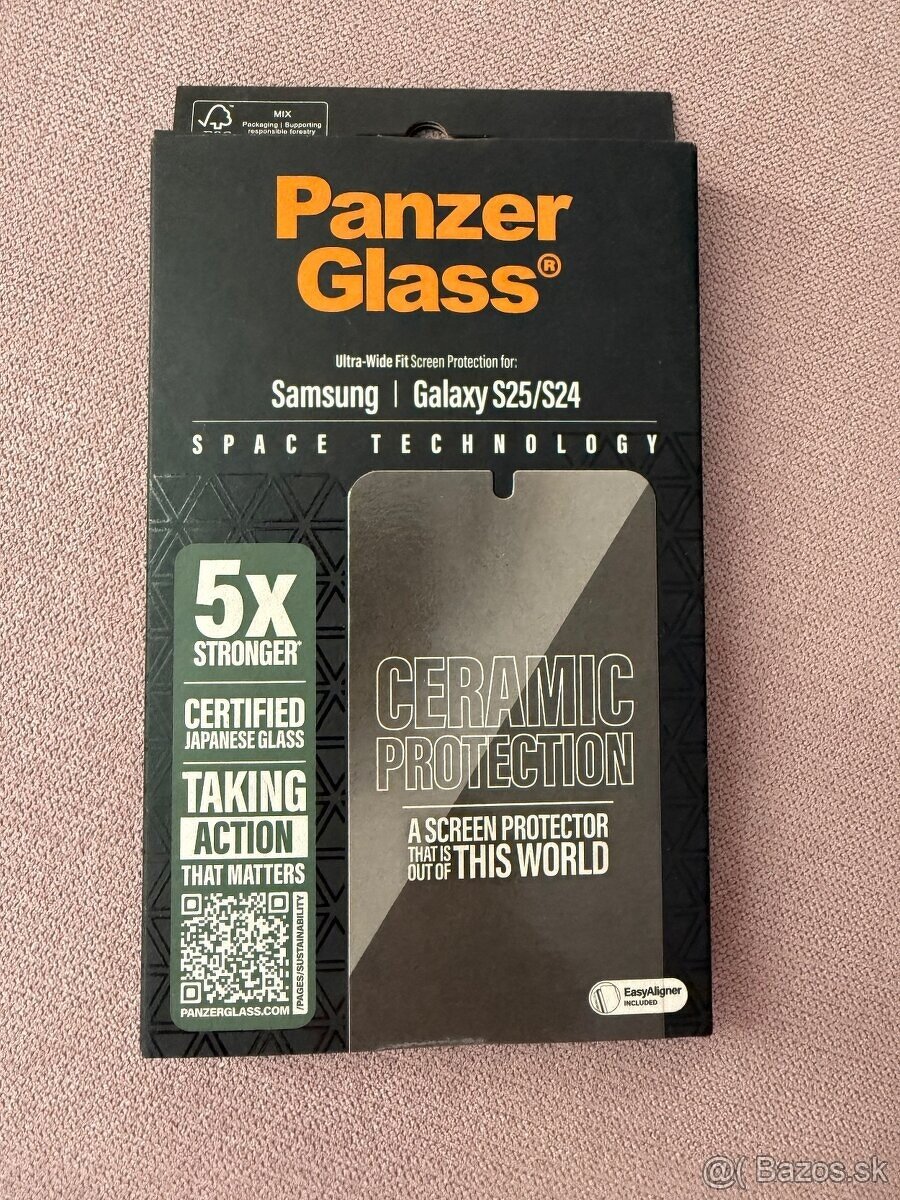 MIX
Packaging | Supporting
responsible forestry
Panzer
Glass®
Ultra-Wide Fit Screen Protection for:
Samsung | Galaxy S25/S24
SPACE TECHNOLOGY
5x
STRONGER*
CERTIFIED
JAPANESE GLASS
TAKING
ACTION
THAT MATTERS
/PAGES/SUSTAINABILITY
PANZERGLASS.COM
CERAMIC
PROTECTION
A SCREEN PROTECTOR
THAT IS
OUT OF THIS WORLD
EasyAligner
INCLUDED
@( Bazos.sk